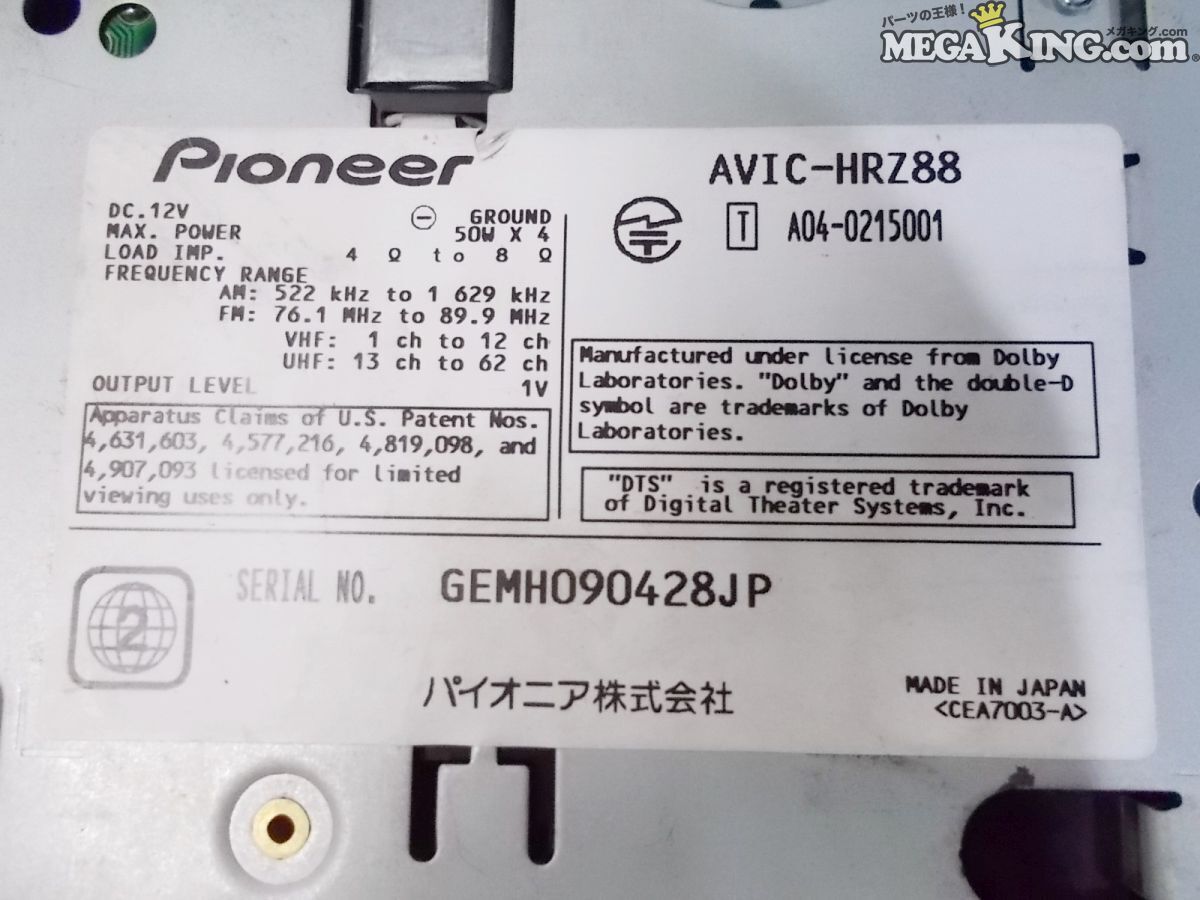 パーツの王様！
メガキング.com
MEGAKING.com®
Pioneer
AVIC-HRZ88
DC.12V ⊖ GROUND
MAX. POWER 50W X 4
LOAD IMP. 4 Ω to 8 Ω
FREQUENCY RANGE
AM: 522 kHz to 1 629 kHz
FM: 76.1 MHz to 89.9 MHz
VHF: 1 ch to 12 ch
UHF: 13 ch to 62 ch
OUTPUT LEVEL 1V
Apparatus Claims of U.S. Patent Nos.
4,631,603, 4,577,216, 4,819,098, and
4,907,093 licensed for limited
viewing uses only.
T A04-0215001
Manufactured under license from Dolby
Laboratories. "Dolby" and the double-D
symbol are trademarks of Dolby
Laboratories.
"DTS" is a registered trademark
of Digital Theater Systems, Inc.
2
SERIAL NO. GEMH090428JP
パイオニア株式会社
MADE IN JAPAN
<CEA7003-A>